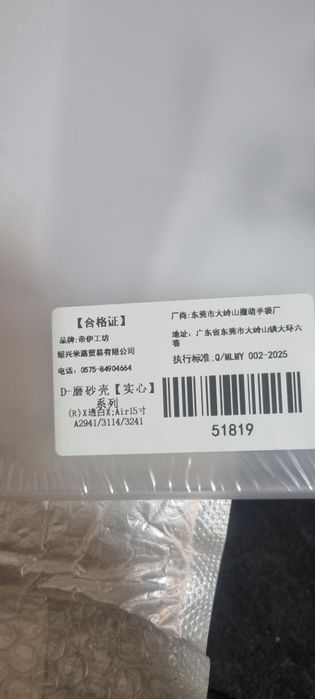 【合格证】
品牌:帝伊工坊
绍兴米璐贸易有限公司
电话: 0575-84904664
D-磨砂壳【实心】
系列
(R)X透白X;Air15寸
A2941/3114/3241
厂商:东莞市大岭山撤萌手袋厂
地址: 广东省东莞市大岭山镇大环六
巷
执行标准:Q/MLMY 002-2025
51819